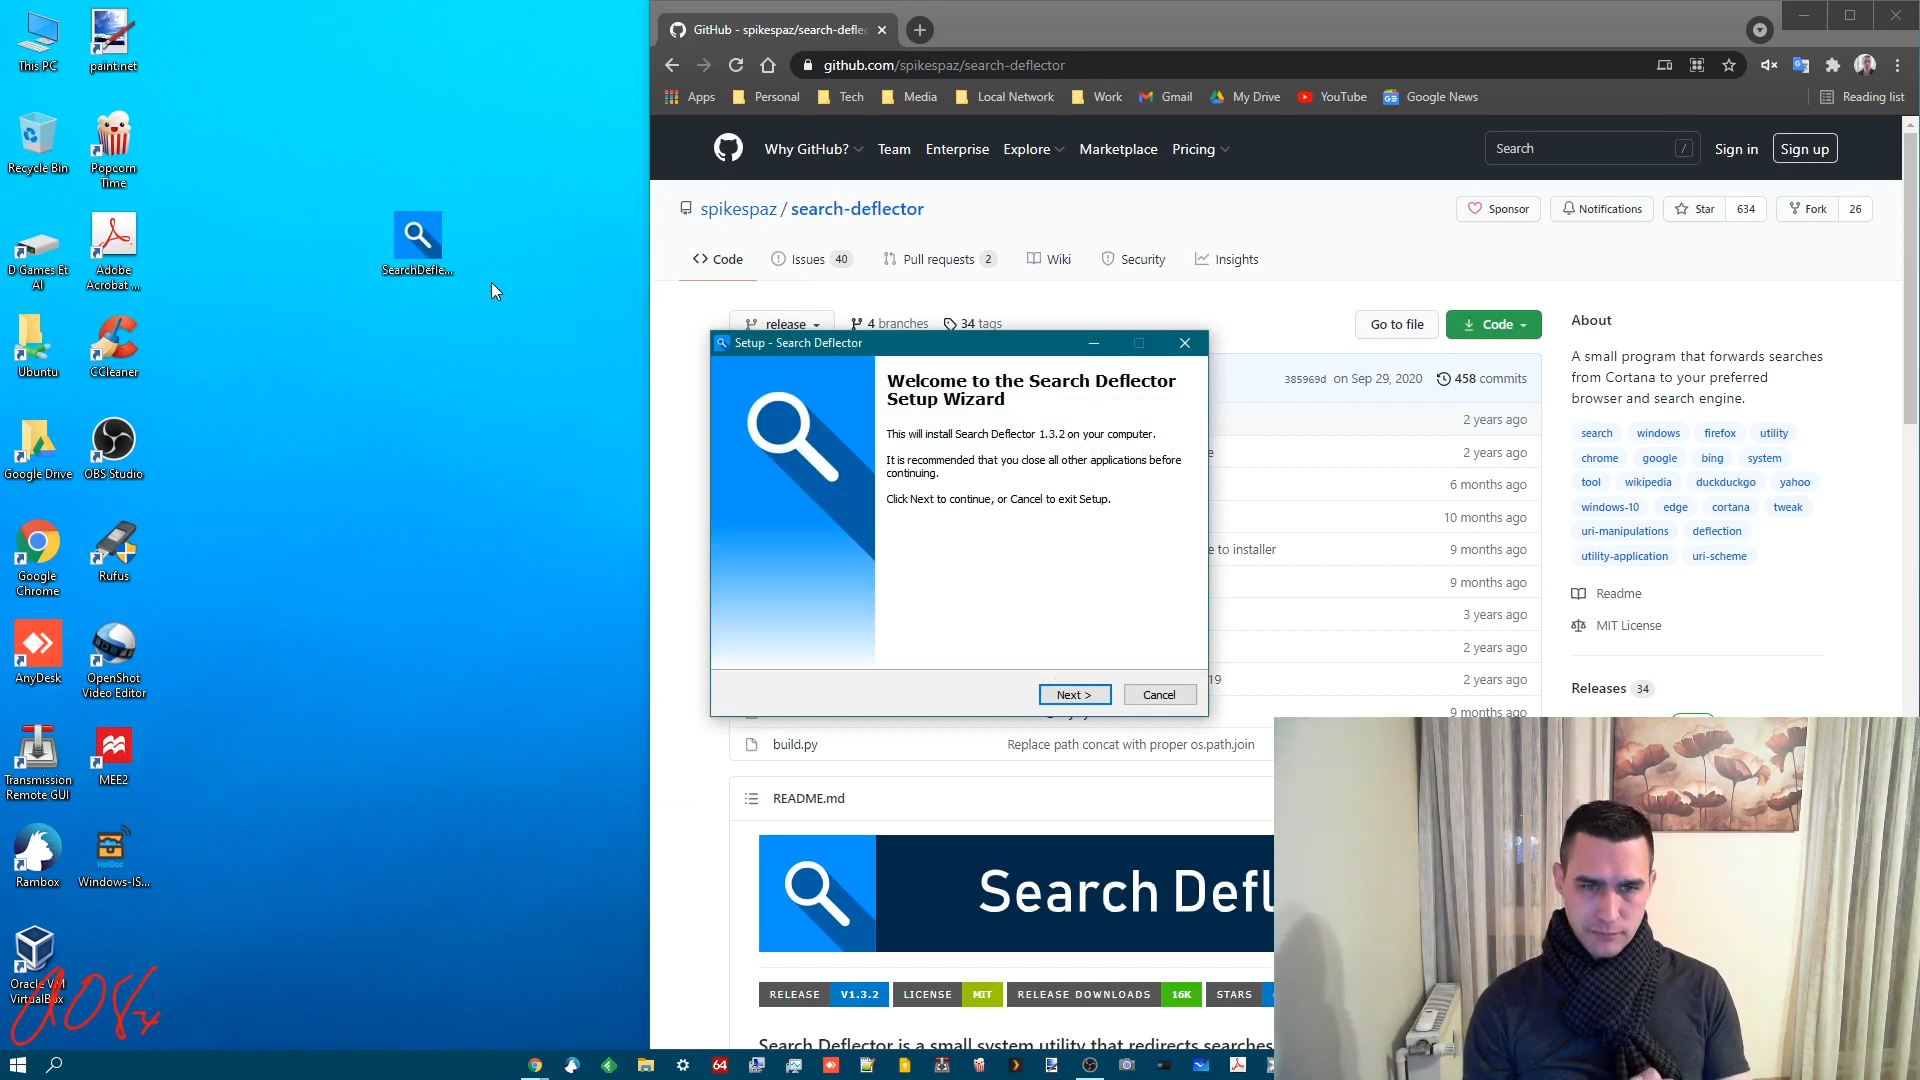 This PC
paint.net
Recycle Bin
Popcorn
Time
D Games Et
Al
Adobe
Acrobat ...
SearchDefle...
Ubuntu
CCleaner
Google Drive
OBS Studio
Google
Chrome
Rufus
AnyDesk
OpenShot
Video Editor
Transmission
Remote GUI
MEE2
Rambox
Windows-IS...
Oracle VM
VirtualBox
GitHub - spikespaz/search-defle
github.com/spikespaz/search-deflector
Apps
Personal
Tech
Media
Local Network
Work
Gmail
My Drive
YouTube
Google News
Reading list
Why GitHub?
Team
Enterprise
Explore
Marketplace
Pricing
Search
/
Sign in
Sign up
spikespaz / search-deflector
Sponsor
Notifications
Star 634
Fork 26
Code
Issues 40
Pull requests 2
Wiki
Security
Insights
release
4 branches
34 tags
Go to file
Code
385969d on Sep 29, 2020
458 commits
2 years ago
2 years ago
6 months ago
10 months ago
e to installer
9 months ago
9 months ago
3 years ago
2 years ago
19
2 years ago
9 months ago
build.py
Replace path concat with proper os.path.join
README.md
Search Defl
RELEASE V1.3.2
LICENSE MIT
RELEASE DOWNLOADS 16K
STARS
Search Deflector is a small system utility that redirects searches
About
A small program that forwards searches
from Cortana to your preferred
browser and search engine.
search windows firefox utility
chrome google bing system
tool wikipedia duckduckgo yahoo
windows-10 edge cortana tweak
uri-manipulations deflection
utility-application uri-scheme
Readme
MIT License
Releases 34
Setup - Search Deflector
Welcome to the Search Deflector
Setup Wizard
This will install Search Deflector 1.3.2 on your computer.
It is recommended that you close all other applications before
continuing.
Click Next to continue, or Cancel to exit Setup.
Next >
Cancel
64